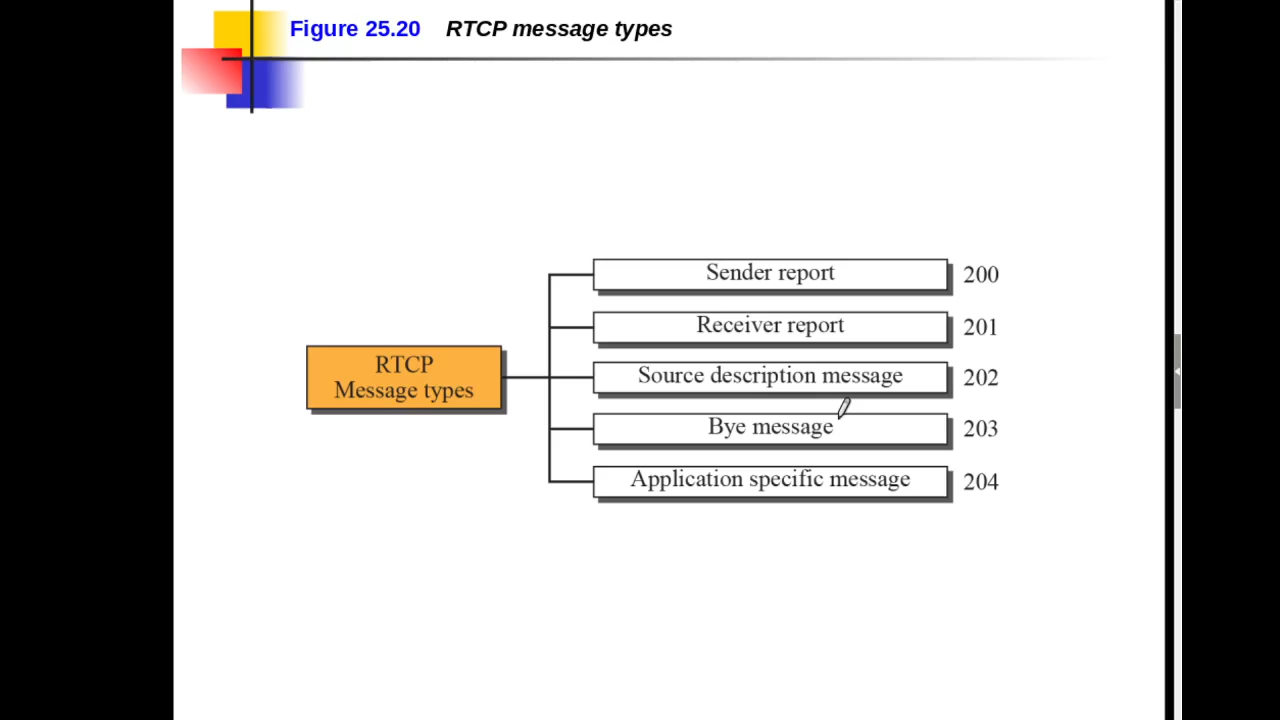 Figure 25.20 RTCP message types
Sender report 200
Receiver report 201
RTCP
Message types
Source description message 202
Bye message 203
Application specific message 204